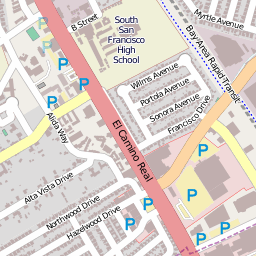 B Street
South
San
Francisco
High
School
Myrtle Avenue
Bay Area Rapid Transit
Wilms Avenue
Portola Avenue
Sonora Avenue
Francisco Drive
Alida Way
El Camino Real
Alta Vista Drive
Northwood Drive
Hazelwood Drive
P
P
P
P
P
P
P
P
P
P